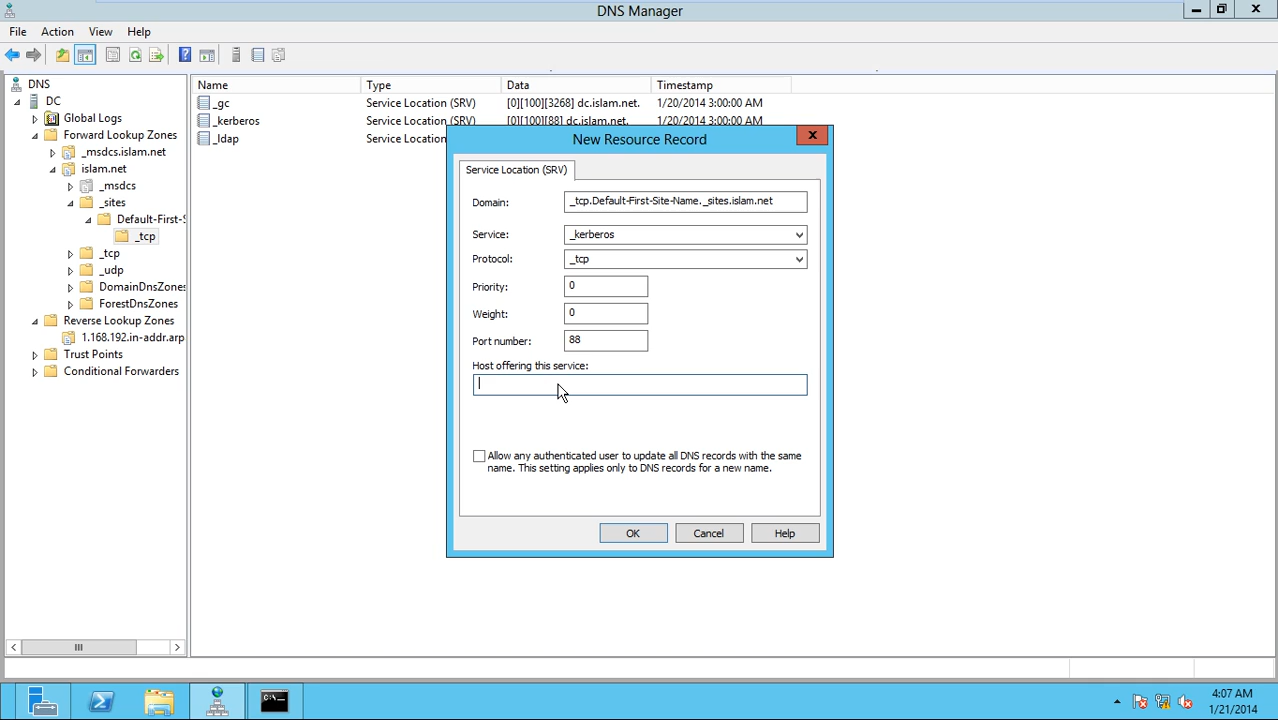 DNS Manager
File Action View Help
DNS
DC
Global Logs
Forward Lookup Zones
_msdcs.islam.net
islam.net
_msdcs
_sites
Default-First-S
_tcp
_tcp
_udp
DomainDnsZones
ForestDnsZones
Reverse Lookup Zones
1.168.192.in-addr.arp
Trust Points
Conditional Forwarders
Name Type Data Timestamp
_gc Service Location (SRV) [0][100][3268] dc.islam.net. 1/20/2014 3:00:00 AM
_kerberos Service Location (SRV) [0][100][88] dc.islam.net. 1/20/2014 3:00:00 AM
_ldap Service Location
New Resource Record
Service Location (SRV)
Domain: _tcp.Default-First-Site-Name._sites.islam.net
Service: _kerberos
Protocol: _tcp
Priority: 0
Weight: 0
Port number: 88
Host offering this service:
Allow any authenticated user to update all DNS records with the same
name. This setting applies only to DNS records for a new name.
OK Cancel Help
4:07 AM
1/21/2014